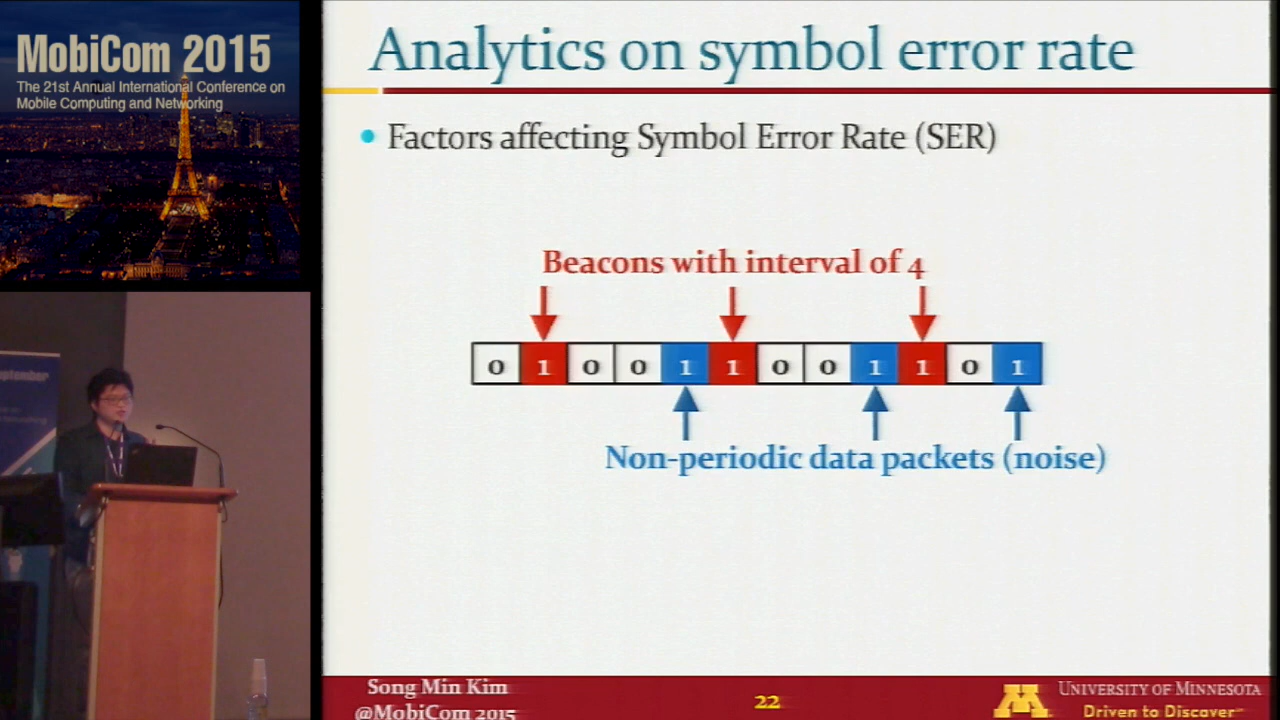 MobiCom 2015
The 21st Annual International Conference on
Mobile Computing and Networking
Analytics on symbol error rate
Factors affecting Symbol Error Rate (SER)
Beacons with interval of 4
0 1 0 0 1 1 0 0 1 1 0 1
Non-periodic data packets (noise)
Song Min Kim
@MobiCom 2015
22
UNIVERSITY OF MINNESOTA
Driven to Discover